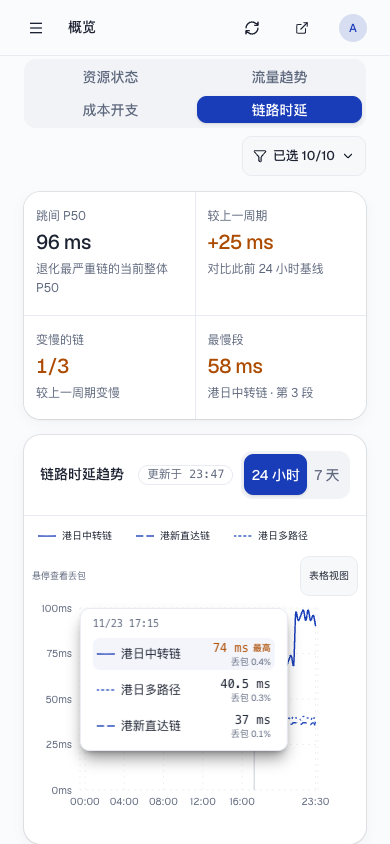 概览
A
资源状态
流量趋势
成本开支
链路时延
已选 10/10
跳间 P50
较上一周期
96 ms
+25 ms
退化最严重链的当前整体
P50
对比此前 24 小时基线
变慢的链
最慢段
1/3
58 ms
较上一周期变慢
港日中转链 · 第 3 段
链路时延趋势
更新于 23:47
24 小时
7 天
港日中转链
港新直达链
港日多路径
悬停查看丢包
表格视图
100ms
75ms
50ms
25ms
0ms
11/23 17:15
港日中转链
74 ms 最高
丢包 0.4%
港日多路径
40.5 ms
丢包 0.3%
港新直达链
37 ms
丢包 0.1%
00:00
04:00
08:00
12:00
16:00
23:30